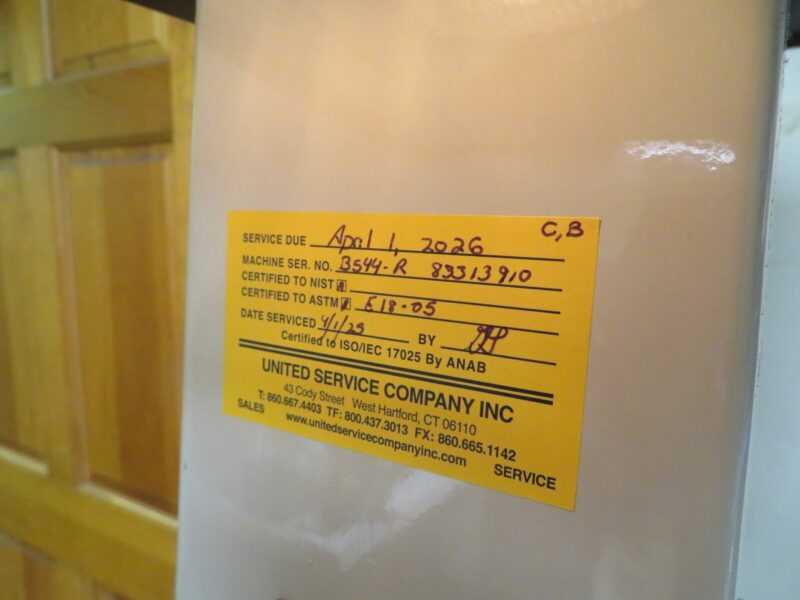 C,B
SERVICE DUE April 1, 2026
MACHINE SER. NO. B544-R 89313910
CERTIFIED TO NIST
CERTIFIED TO ASTM E18-05
DATE SERVICED 4/1/25 BY
Certified to ISO/IEC 17025 By ANAB
UNITED SERVICE COMPANY INC
43 Cody Street West Hartford, CT 06110
T: 860.667.4403 TF: 800.437.3013 FX: 860.665.1142
SALES www.unitedservicecompanyinc.com SERVICE